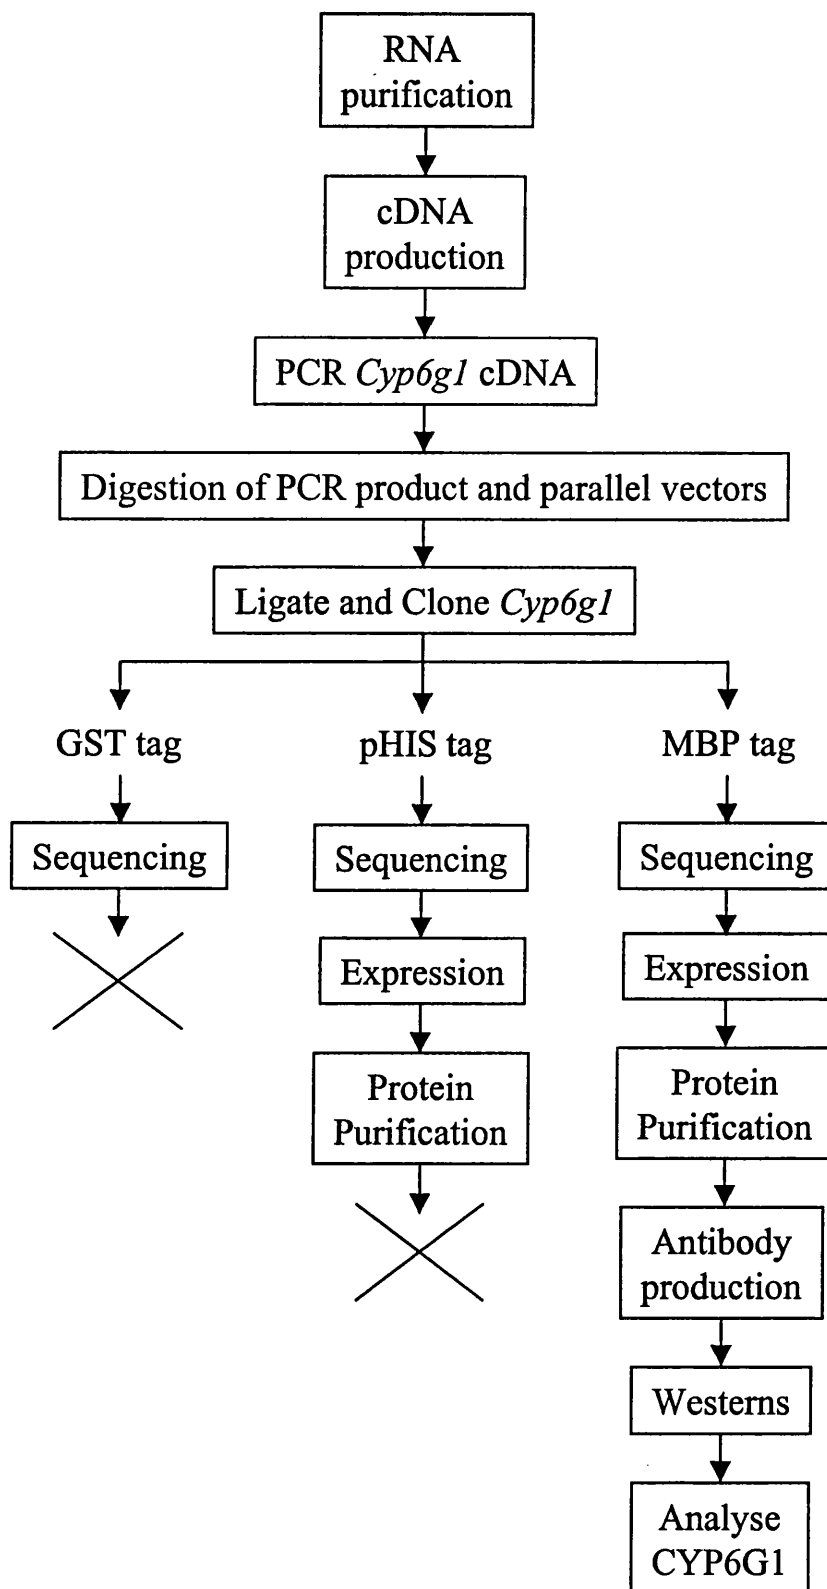 RNA
purification
cDNA
production
PCR Cyp6g1 cDNA
Digestion of PCR product and parallel vectors
Ligate and Clone Cyp6g1
GST tag
Sequencing
pHIS tag
Sequencing
Expression
Protein
Purification
MBP tag
Sequencing
Expression
Protein
Purification
Antibody
production
Westerns
Analyse
CYP6G1